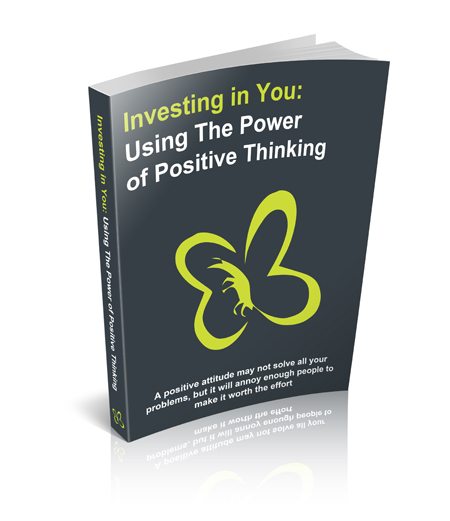 Investing in You:
Using The Power
of Positive Thinking
A positive attitude may not solve all your
problems, but it will annoy enough people to
make it worth the effort
Investing in You: Using The Power of Positive Thinking